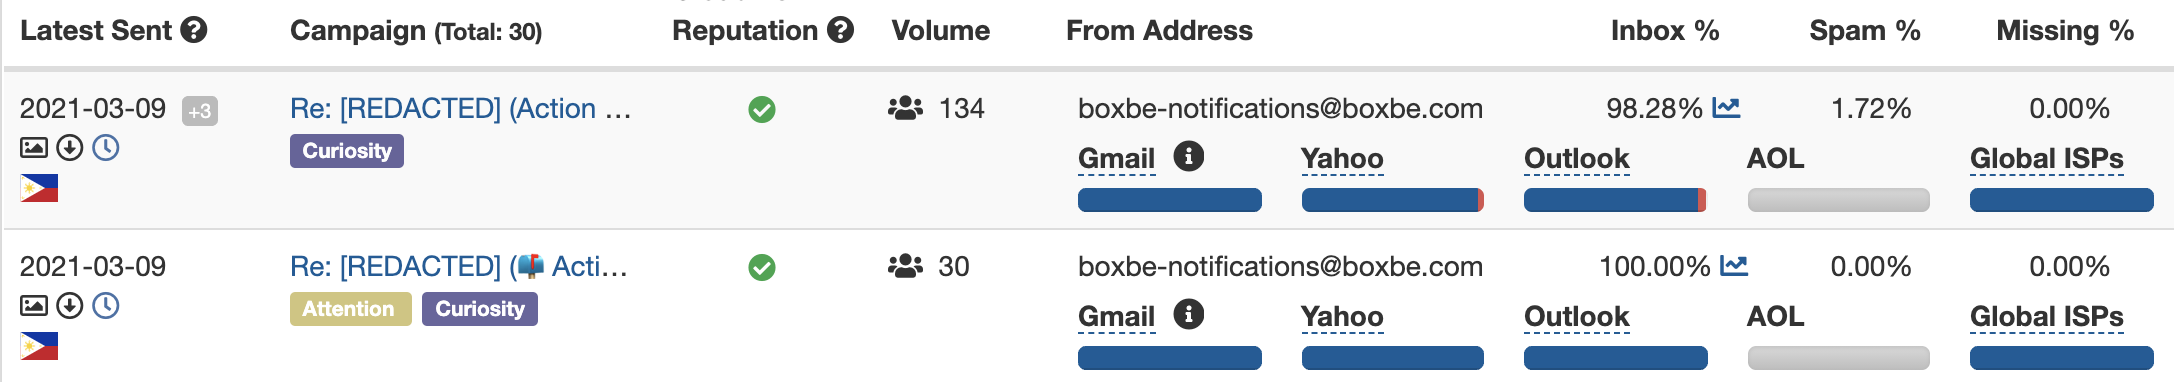 Latest Sent ? Campaign (Total: 30) Reputation ? Volume From Address Inbox % Spam % Missing %
2021-03-09 +3 Re: [REDACTED] (Action ... 134 boxbe-notifications@boxbe.com 98.28% 1.72% 0.00%
Curiosity Gmail Yahoo Outlook AOL Global ISPs
2021-03-09 Re: [REDACTED] (📫 Acti... 30 boxbe-notifications@boxbe.com 100.00% 0.00% 0.00%
Attention Curiosity Gmail Yahoo Outlook AOL Global ISPs